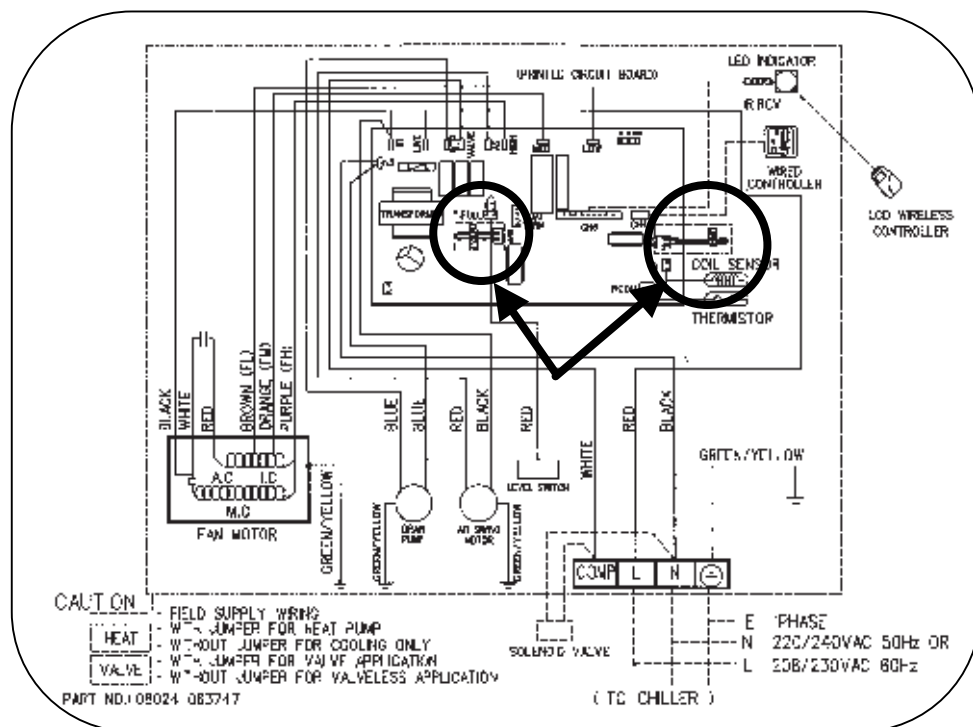 LED INDICATOR
(PRINTED CIRCUIT BOARD)
IR RCV
WIRED
CONTROLLER
LCD WIRELESS
CONTROLLER
VALVE
HIGH
TRANSFORMER
COIL SENSOR
THERMISTOR
BLACK
WHITE
RED
BROWN (FL)
ORANGE (FM)
PURPLE (FH)
BLUE
BLUE
RED
BLACK
RED
WHITE
RED
BLACK
GREEN/YELLOW
A.C
M.C
FAN MOTOR
GREEN/YELLOW
GREEN/YELLOW
PUMP
MOTOR
GREEN/YELLOW
LEVEL SWITCH
COMP L N
SOLENOID VALVE
E 1PHASE
N 220/240VAC 50Hz OR
L 208/230VAC 60Hz
( TO CHILLER )
CAUTION
- FIELD SUPPLY WIRING
HEAT - WITH JUMPER FOR HEAT PUMP
- WITHOUT JUMPER FOR COOLING ONLY
VALVE - WITH JUMPER FOR VALVE APPLICATION
- WITHOUT JUMPER FOR VALVELESS APPLICATION
PART NO.